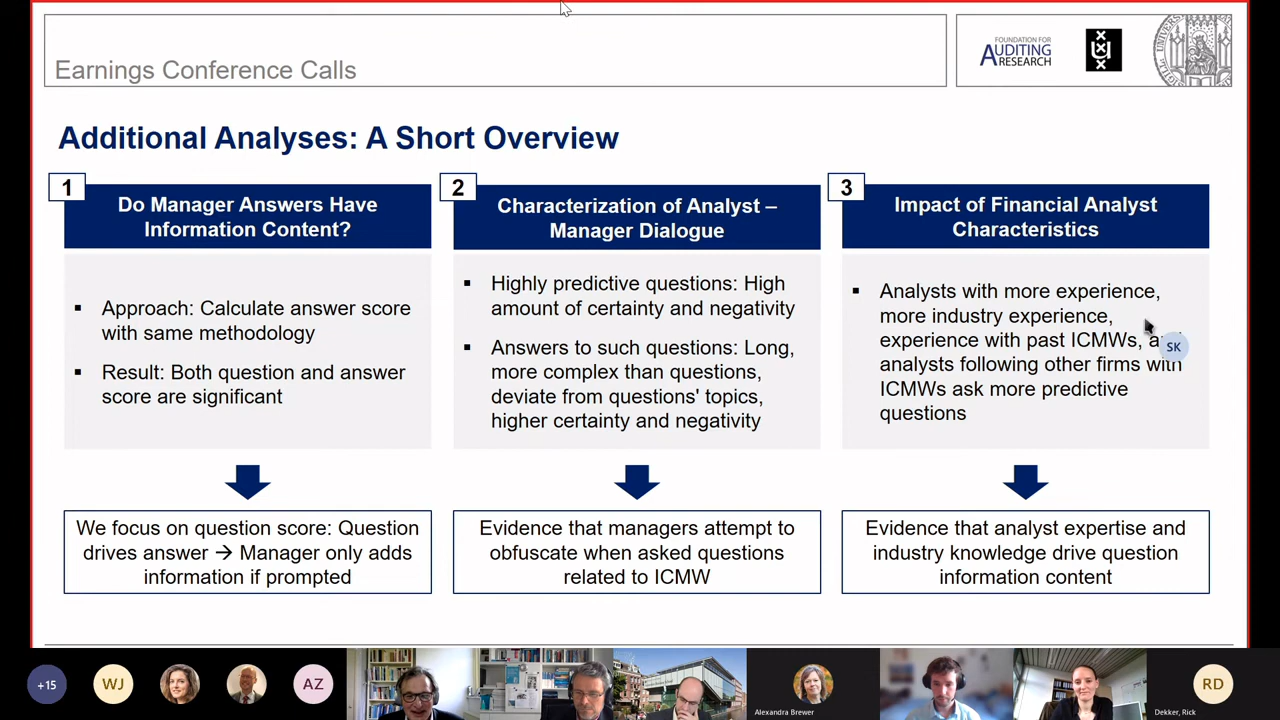 Earnings Conference Calls
FOUNDATION FOR
AUDITING
RESEARCH
Additional Analyses: A Short Overview
1
Do Manager Answers Have
Information Content?
▪ Approach: Calculate answer score
with same methodology
▪ Result: Both question and answer
score are significant
We focus on question score: Question
drives answer → Manager only adds
information if prompted
2
Characterization of Analyst –
Manager Dialogue
▪ Highly predictive questions: High
amount of certainty and negativity
▪ Answers to such questions: Long,
more complex than questions,
deviate from questions' topics,
higher certainty and negativity
Evidence that managers attempt to
obfuscate when asked questions
related to ICMW
3
Impact of Financial Analyst
Characteristics
▪ Analysts with more experience,
more industry experience,
experience with past ICMWs,
analysts following other firms with
ICMWs ask more predictive
questions
SK
Evidence that analyst expertise and
industry knowledge drive question
information content
+15
WJ
AZ
Alexandra Brewer
RD
Dekker, Rick